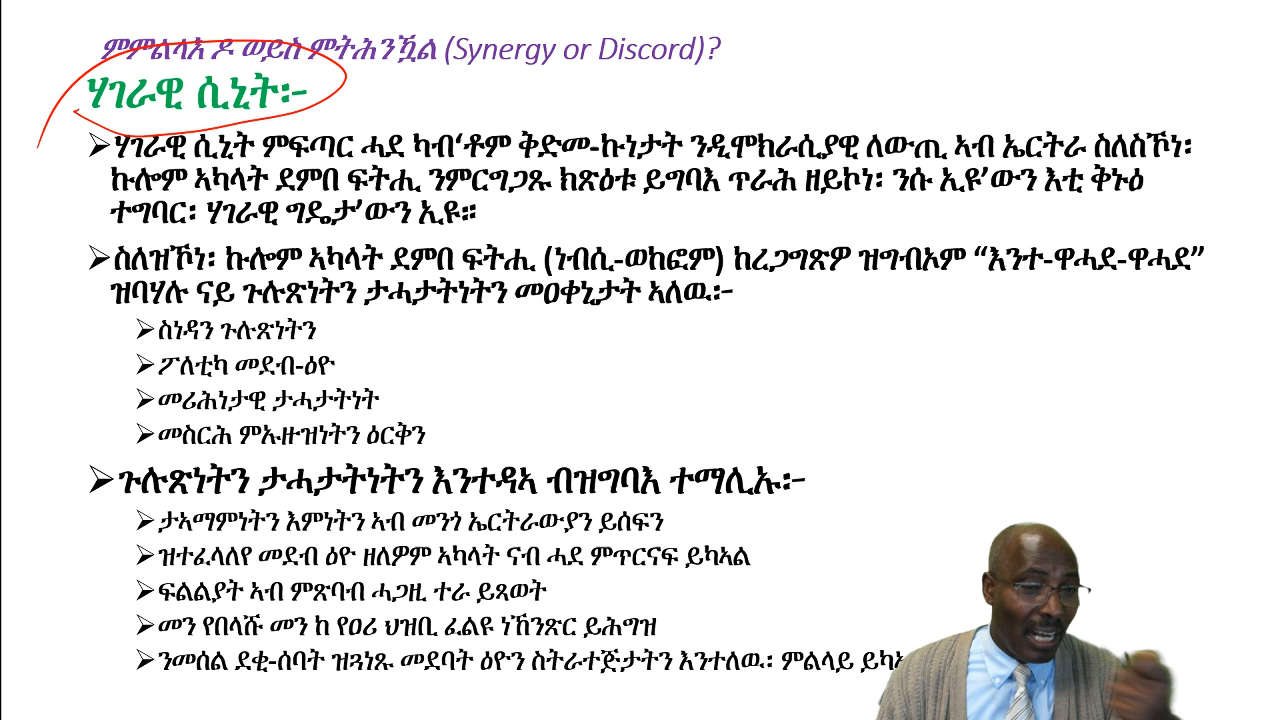 ምምልላእ ዶ ወይስ ምትሕንኳል (Synergy or Discord)?
ሃገራዊ ሲኒት፡-
ሃገራዊ ሲኒት ምፍጣር ሓደ ካብ‘ቶም ቅድመ-ኩነታት ንዲሞክራሲያዊ ለውጢ ኣብ ኤርትራ ስለስኾነ፡
ኩሎም ኣካላት ደምበ ፍትሒ ንምርግጋጹ ክጽዕቱ ይግባእ ጥራሕ ዘይኮነ፡ ንሱ ኢዩ’ውን እቲ ቅኑዕ
ተግባር፡ ሃገራዊ ግዴታ’ውን ኢዩ።
ስለዝኾነ፡ ኩሎም ኣካላት ደምበ ፍትሒ (ነብሲ-ወከፎም) ከረጋግጽዎ ዝግብኦም “እንተ-ዋሓደ-ዋሓደ”
ዝባሃሉ ናይ ጉሉጽነትን ታሓታትነትን መዐቀኒታት ኣለዉ፡-
ስነዳን ጉሉጽነትን
ፖለቲካ መደብ-ዕዮ
መሪሕነታዊ ታሓታትነት
መስርሕ ምኡዙዝነትን ዕርቅን
ጉሉጽነትን ታሓታትነትን እንተዳኣ ብዝግባእ ተማሊኡ፡-
ታኣማምነትን እምነትን ኣብ መንጎ ኤርትራውያን ይሰፍን
ዝተፈላለየ መደብ ዕዮ ዘለዎም ኣካላት ናብ ሓደ ምጥርናፍ ይካኣል
ፍልልያት ኣብ ምጽባብ ሓጋዚ ተራ ይጻወት
መን የበላሹ መን ከ የዐሪ ህዝቢ ፈልዩ ነኸንጽር ይሕግዝ
ንመሰል ደቂ-ሰባት ዝጓነጹ መደባት ዕዮን ስትራተጅታትን እንተለዉ፡ ምልላይ